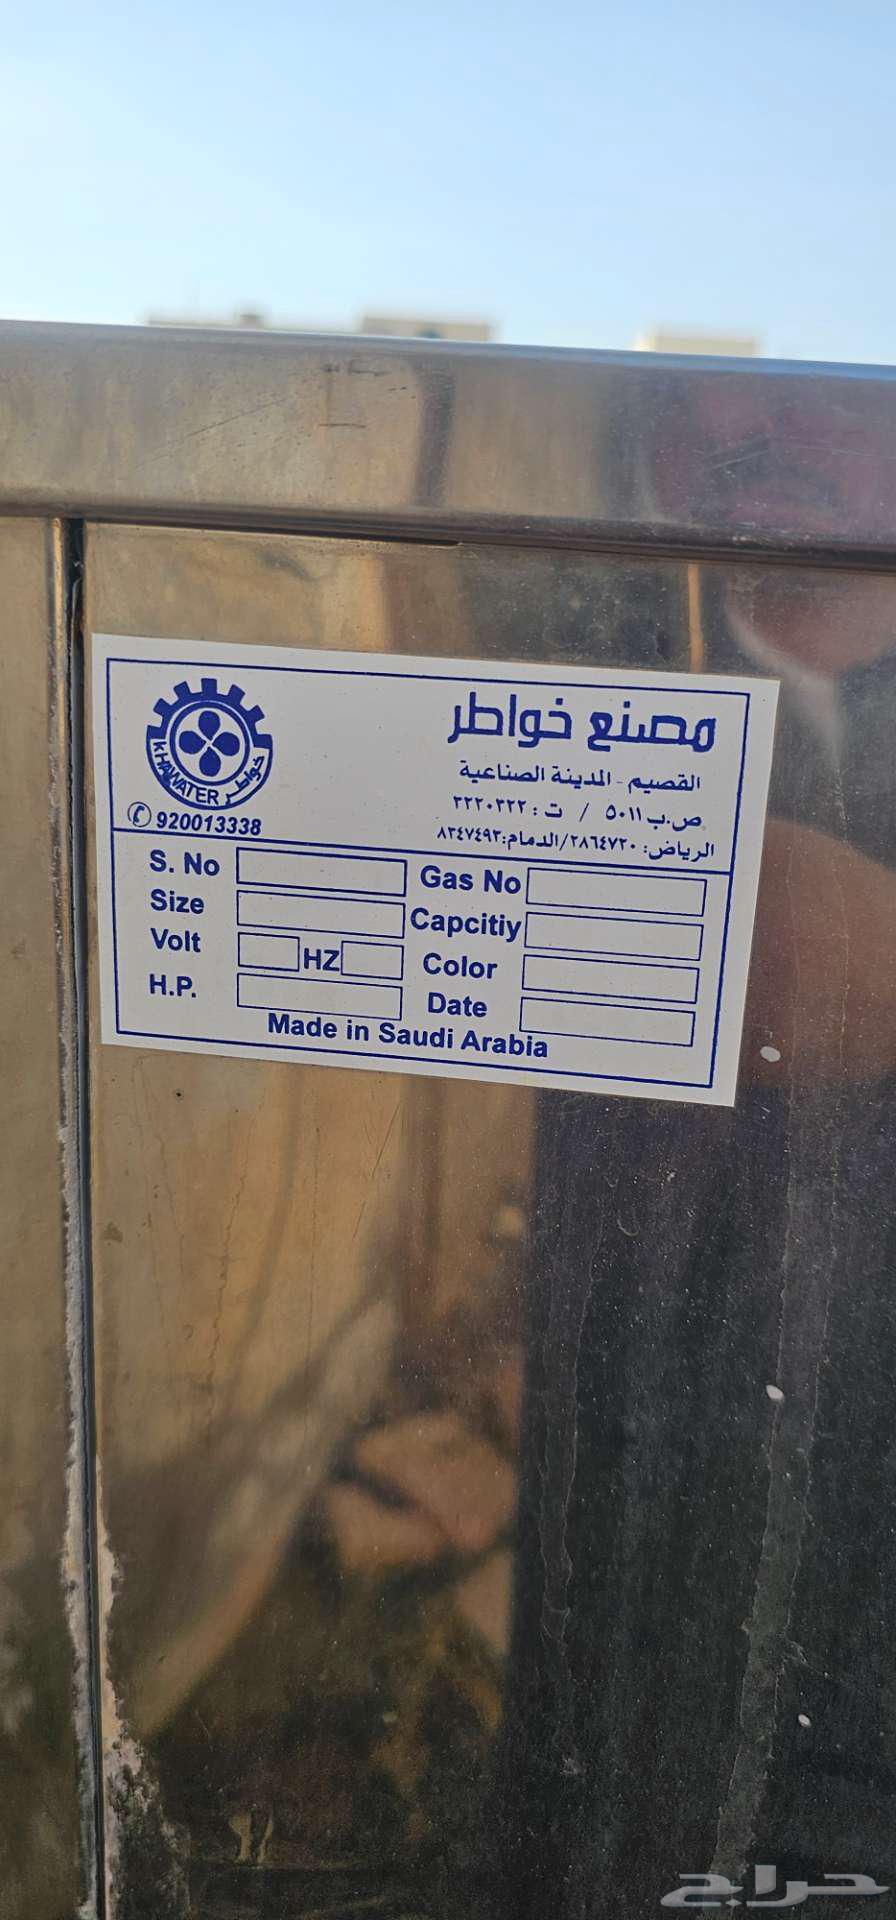 مصنع خواطر
القصيم - المدينة الصناعية
ص.ب ٥٠١١ / ت : ٣٢٢٠٣٢٢
الرياض: ٢٨٦٤٧٢٠/الدمام:٨٣٤٧٤٩٣
KHAWATER خواطر
920013338
S. No
Gas No
Size
Capcitiy
Volt
HZ
Color
H.P.
Date
Made in Saudi Arabia
حراج